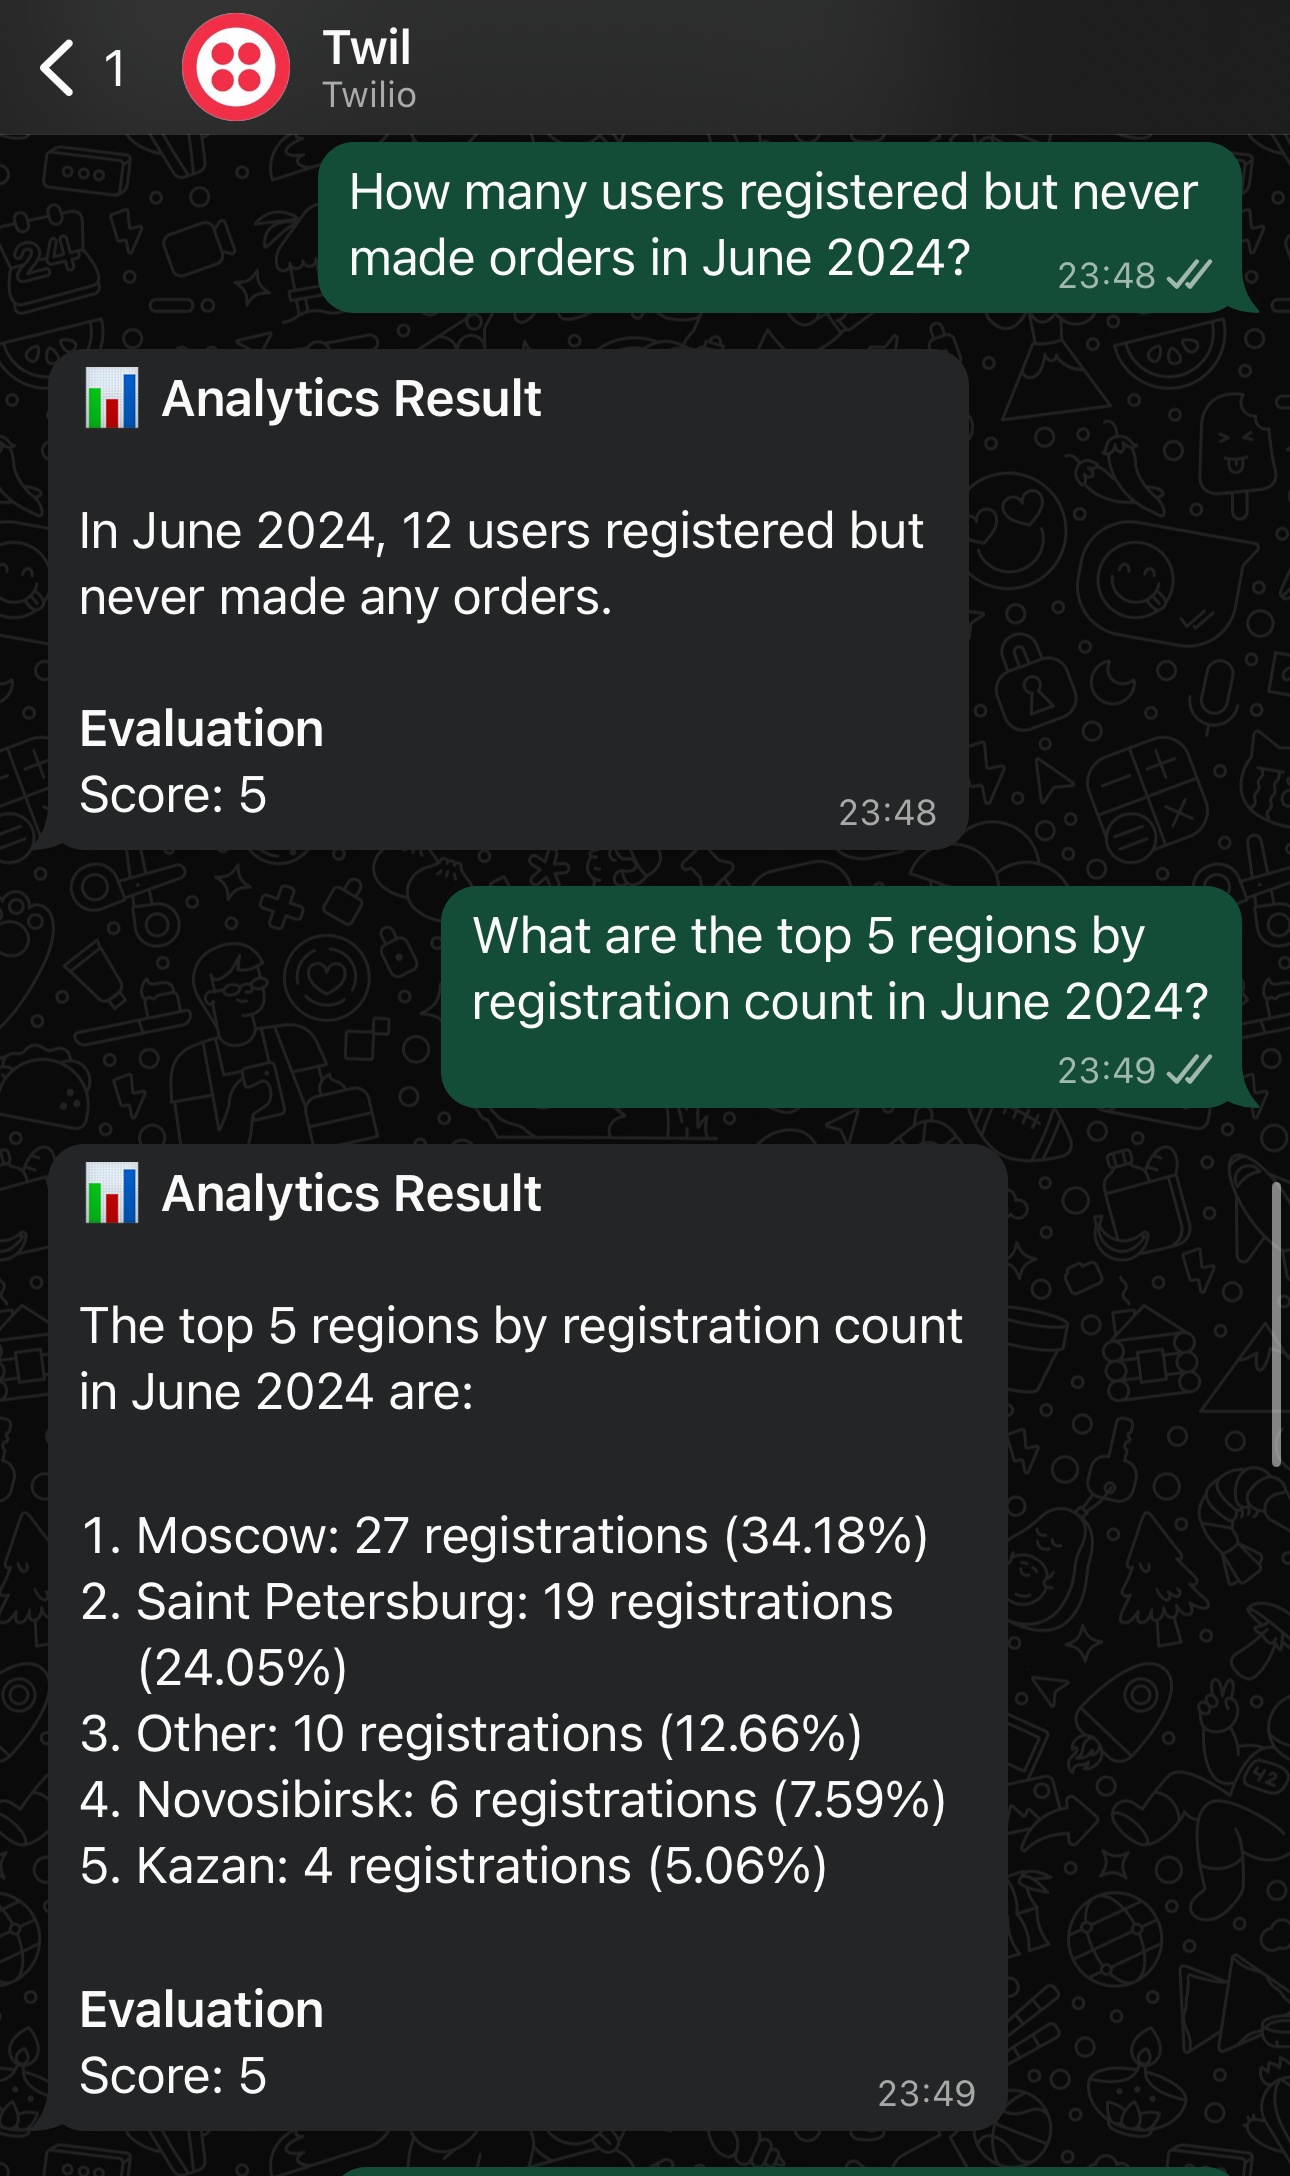 1
Twil
Twilio
How many users registered but never
made orders in June 2024?
23:48
Analytics Result
In June 2024, 12 users registered but
never made any orders.
Evaluation
Score: 5
23:48
What are the top 5 regions by
registration count in June 2024?
23:49
Analytics Result
The top 5 regions by registration count
in June 2024 are:
1. Moscow: 27 registrations (34.18%)
2. Saint Petersburg: 19 registrations
(24.05%)
3. Other: 10 registrations (12.66%)
4. Novosibirsk: 6 registrations (7.59%)
5. Kazan: 4 registrations (5.06%)
Evaluation
Score: 5
23:49
24
42